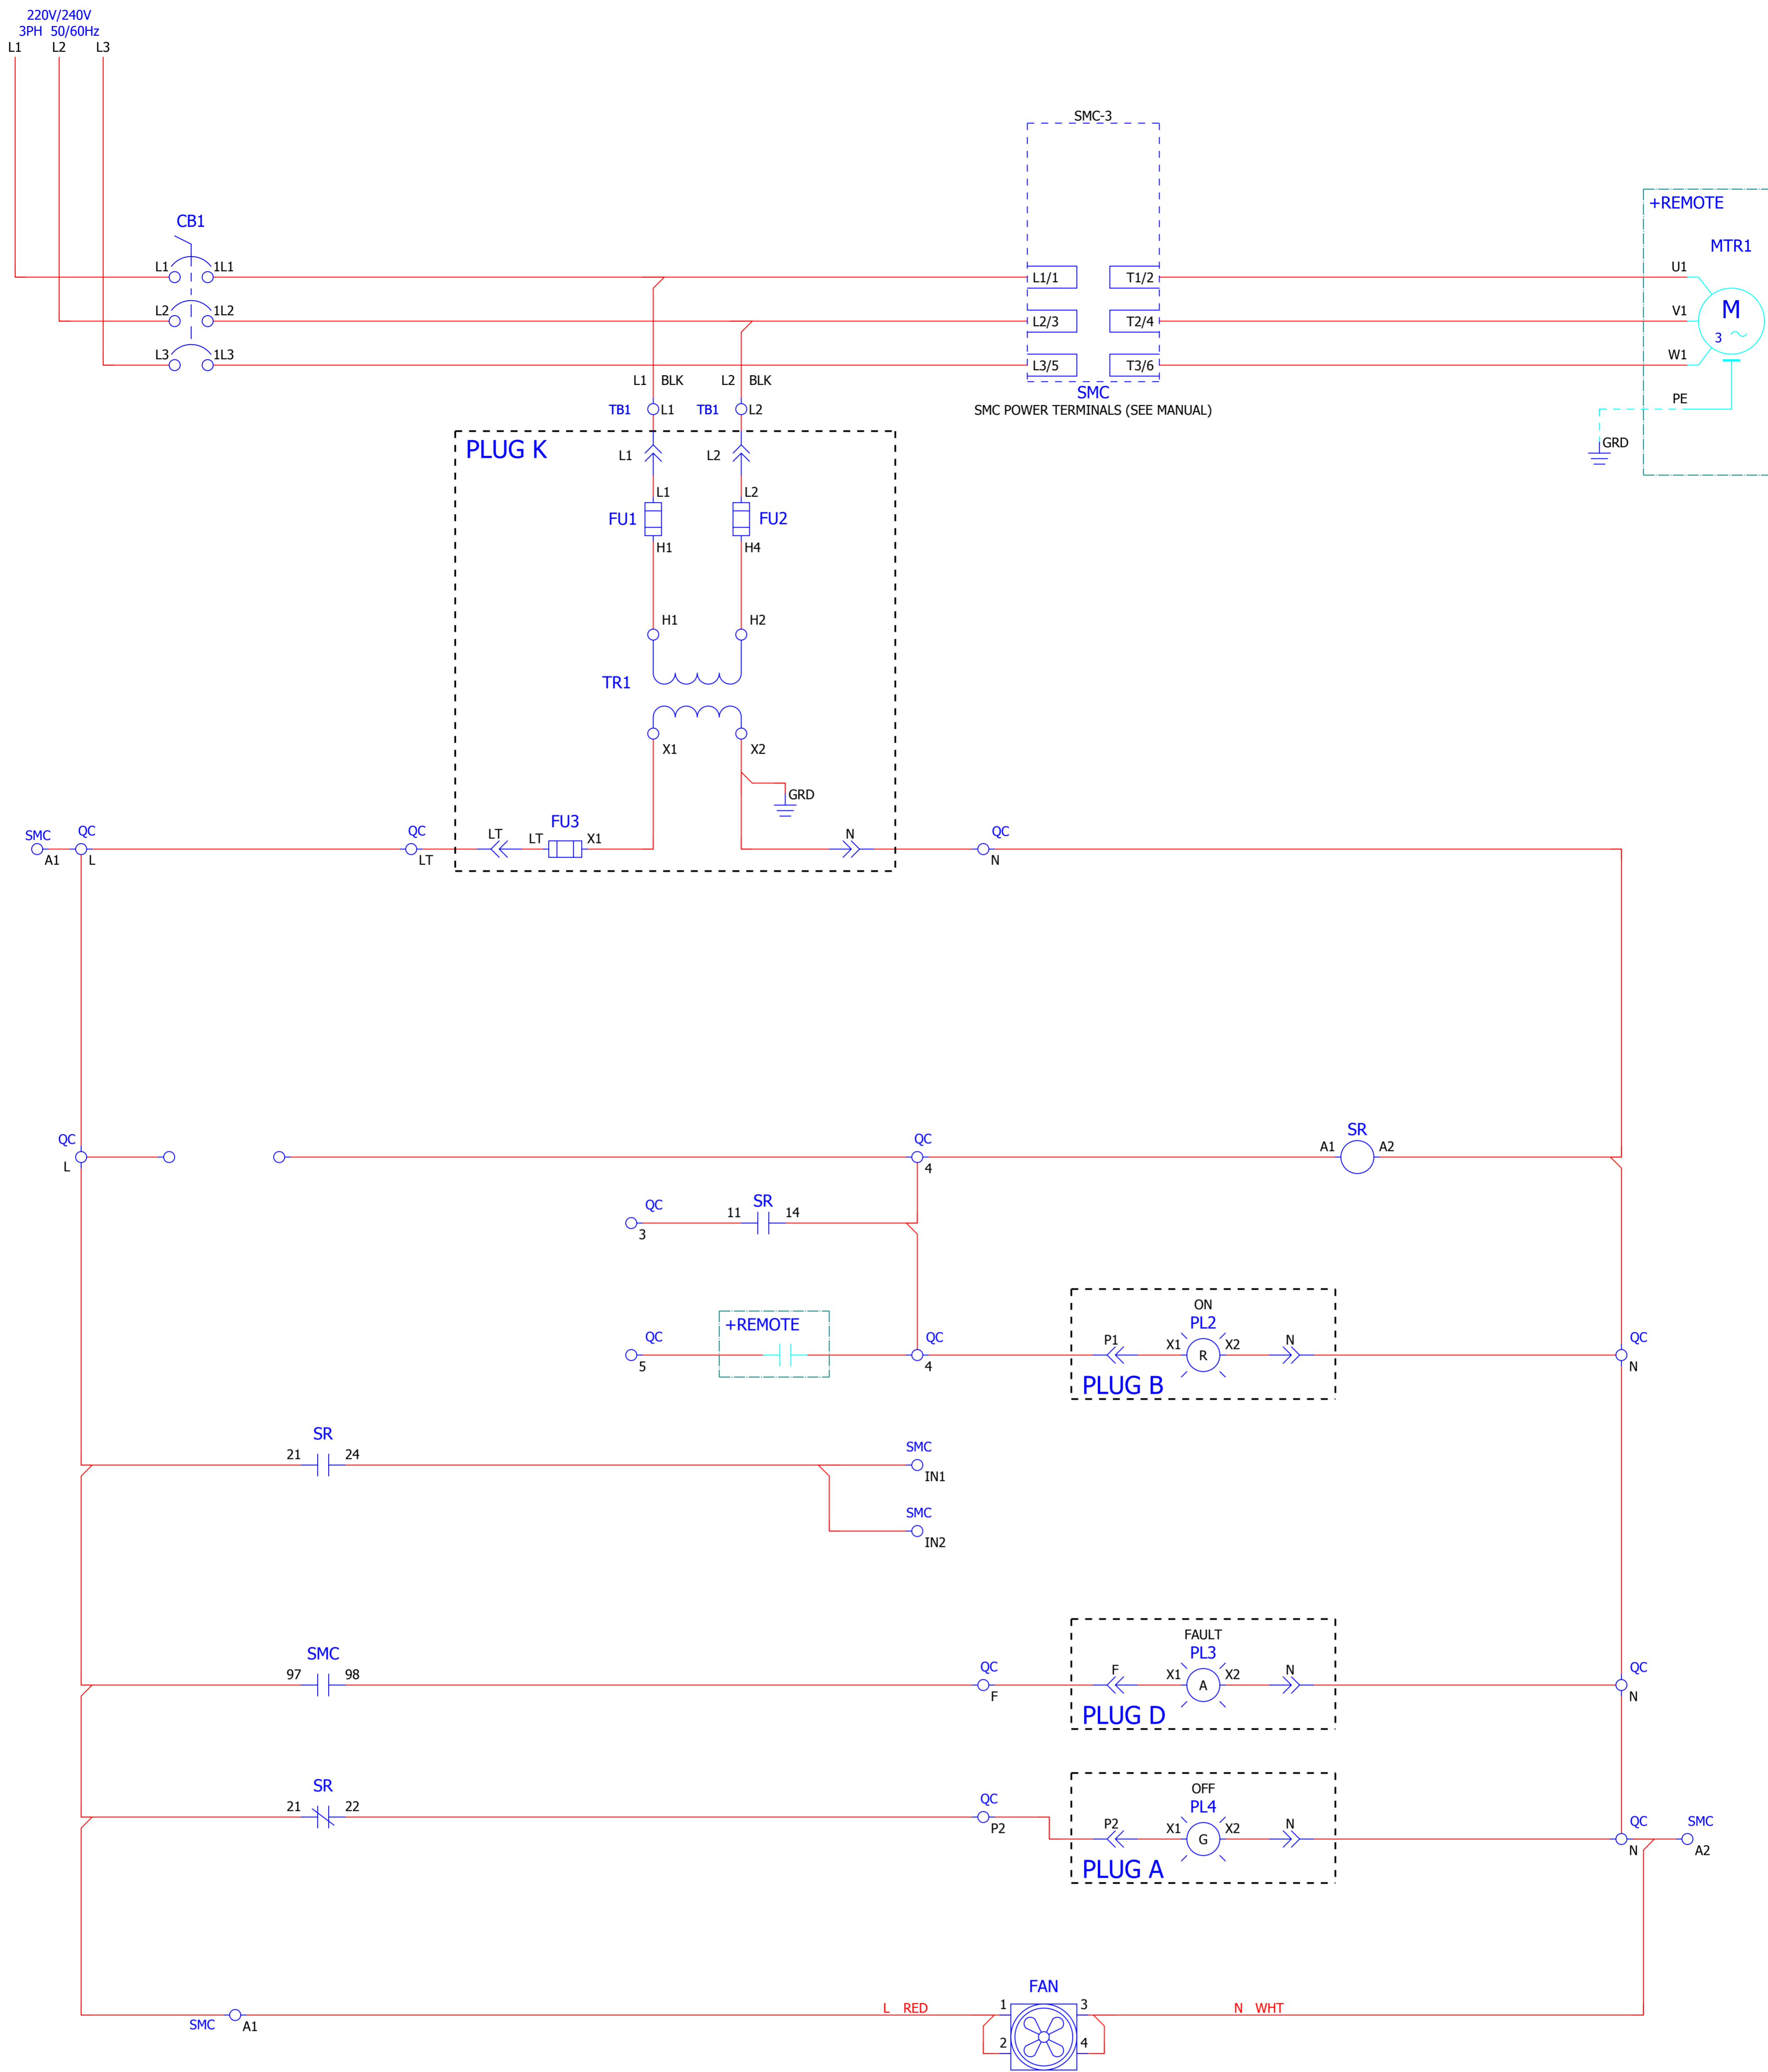 220V/240V
3PH 50/60Hz
L1 L2 L3
SMC-3
+REMOTE
CB1
MTR1
L1 1L1 L1/1 T1/2 U1
L2 1L2 L2/3 T2/4 V1
M
3
L3 1L3 L3/5 T3/6 W1
L1 BLK L2 BLK
SMC
PE
TB1 L1 TB1 L2
SMC POWER TERMINALS (SEE MANUAL)
GRD
PLUG K
L1 L2
L1 L2
FU1 FU2
H1 H4
H1 H2
TR1
X1 X2
GRD
FU3
SMC QC QC LT LT X1 N QC
A1 L LT N
QC QC SR
A1 A2
L 4
QC 11 SR 14
3
ON
+REMOTE PL2
QC QC P1 X1 X2 N QC
R
5 4 N
PLUG B
SR SMC
21 24
IN1
SMC
IN2
FAULT
SMC PL3
97 98 QC F X1 X2 N QC
A
F N
PLUG D
SR OFF
21 22 QC PL4
P2 P2 X1 X2 N QC SMC
G
N A2
PLUG A
FAN
L RED 1 3 N WHT
SMC A1
2 4